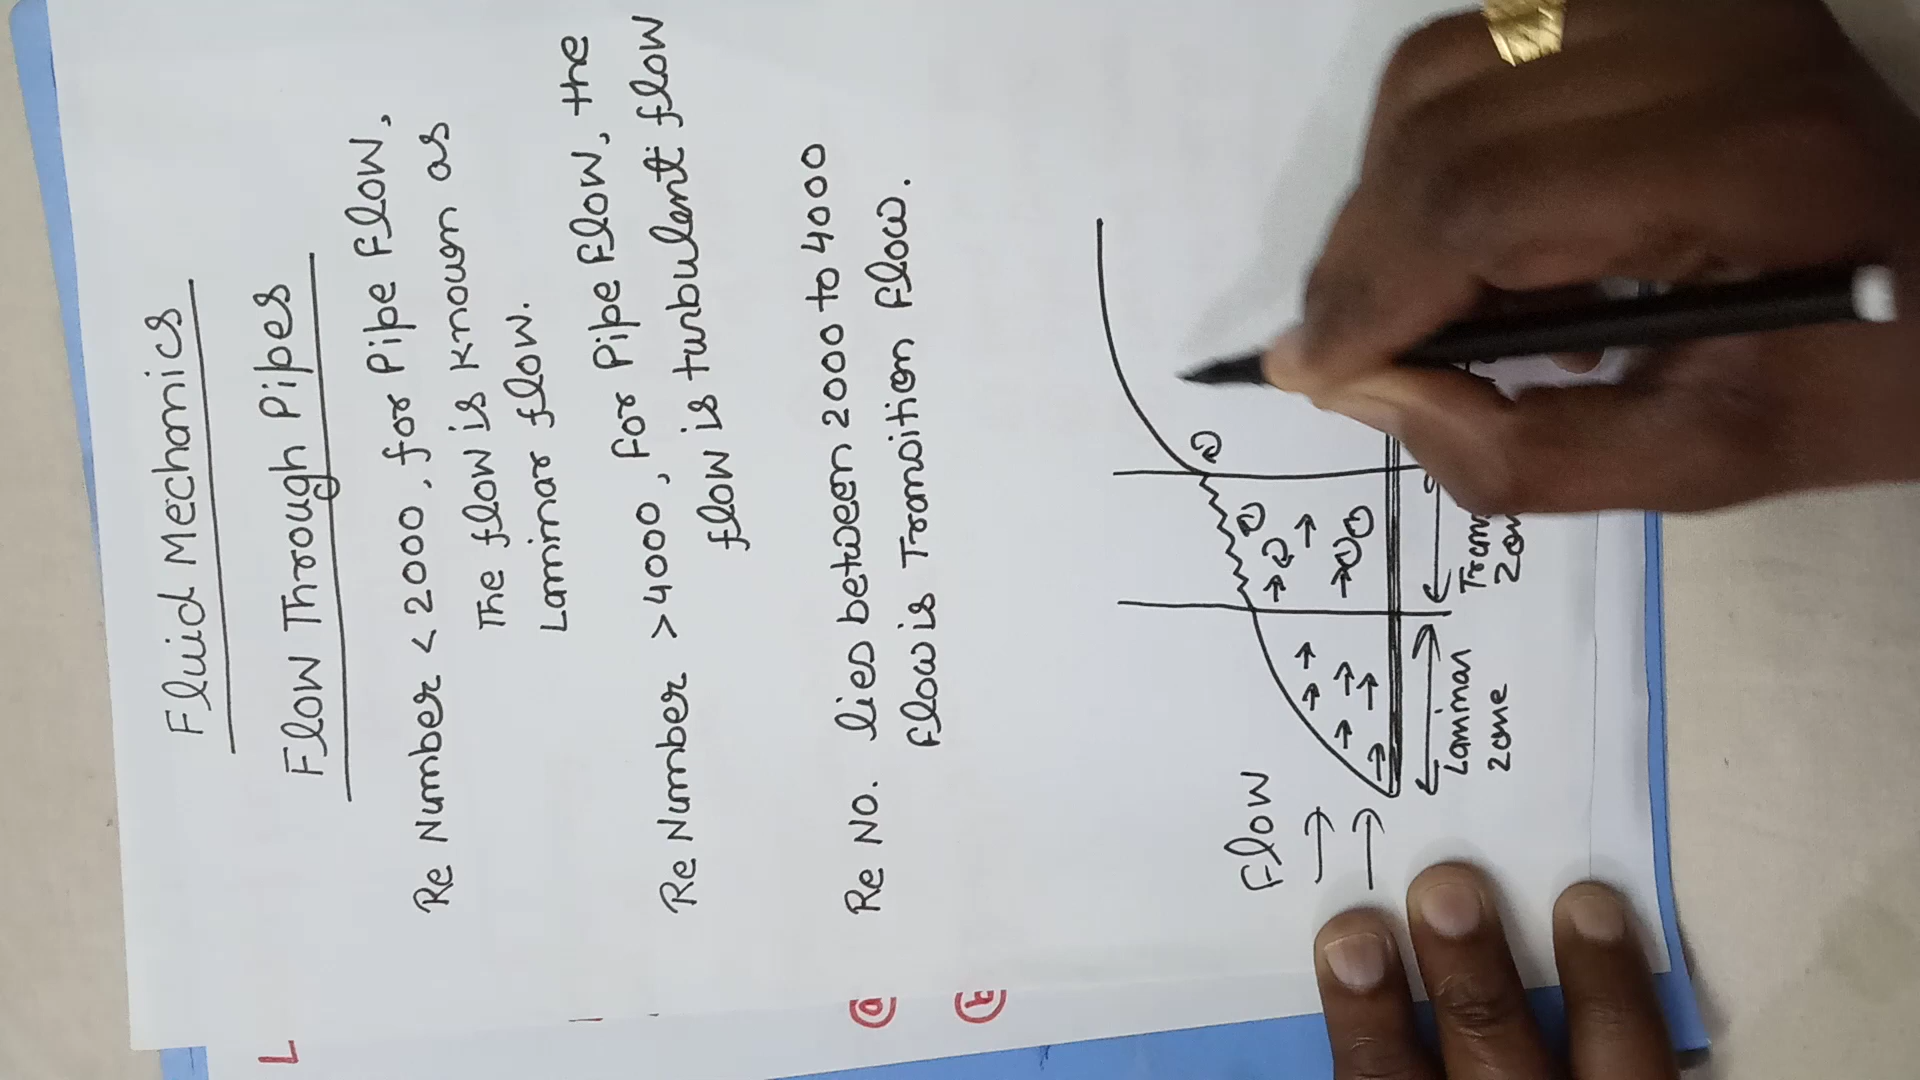 Fluid Mechanics
Flow Through Pipes
Re Number < 2000, for Pipe Flow,
The flow is known as
Laminar flow.
Re Number > 4000, for Pipe Flow, the
flow is turbulent flow
flow
Re No. lies between 2000 to 4000
flow is Transition Flow.
Flow
Laminar
zone